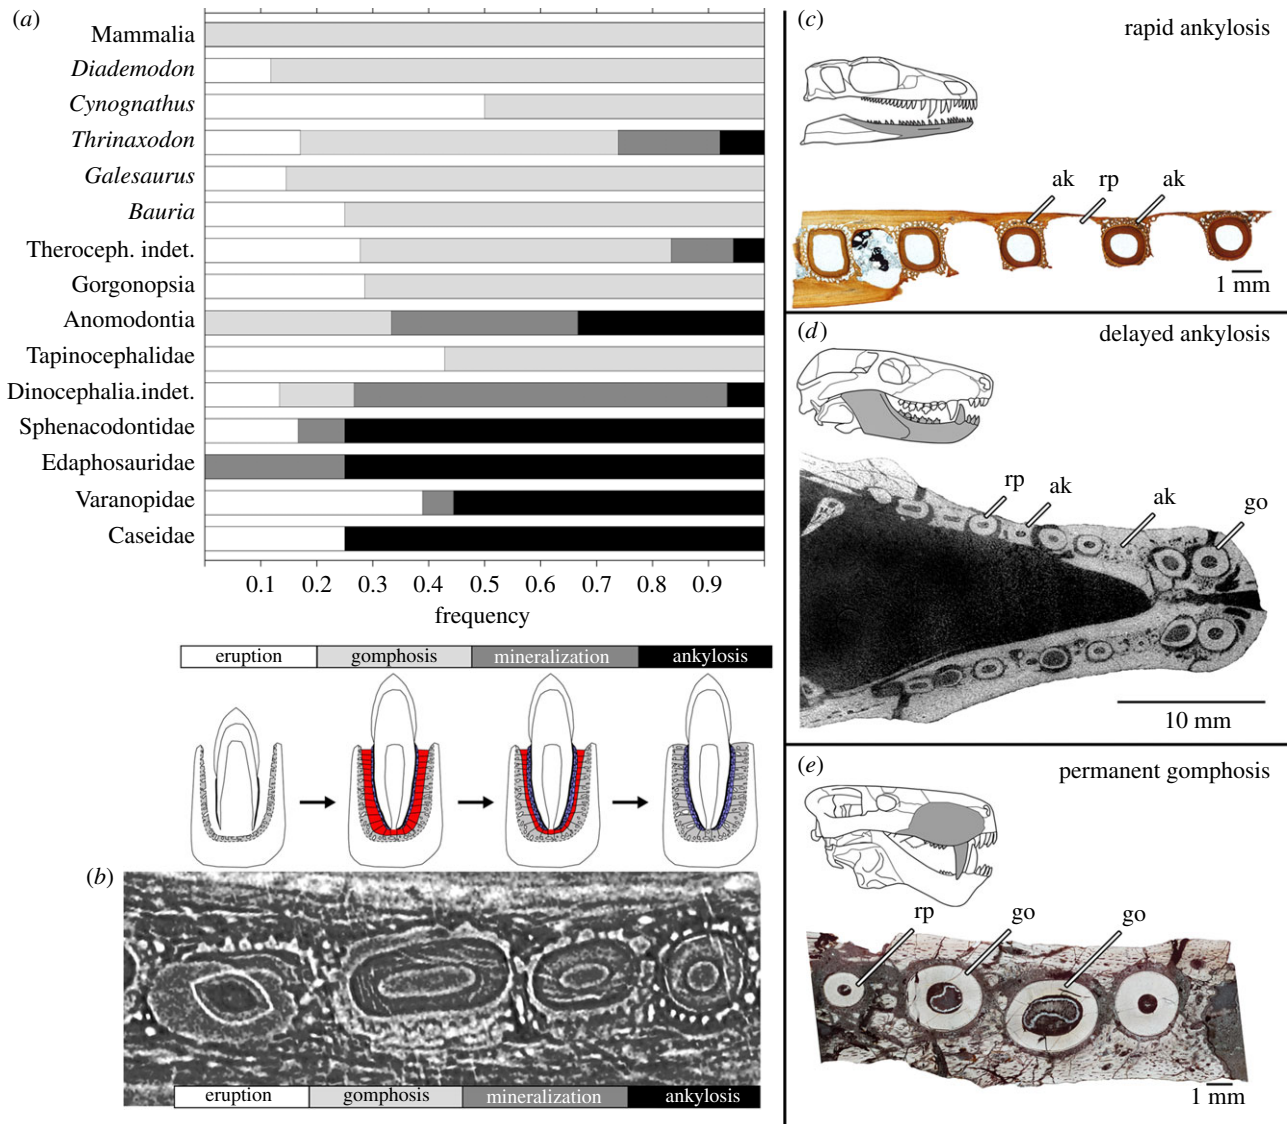 (a)
Mammalia
Diademodon
Cynognathus
Thrinaxodon
Galesaurus
Bauria
Theroceph. indet.
Gorgonopsia
Anomodontia
Tapinocephalidae
Dinocephalia.indet.
Sphenacodontidae
Edaphosauridae
Varanopidae
Caseidae
0.1 0.2 0.3 0.4 0.5 0.6 0.7 0.8 0.9
frequency
eruption gomphosis mineralization ankylosis
(b)
eruption gomphosis mineralization ankylosis
(c) rapid ankylosis
ak rp ak
1 mm
(d) delayed ankylosis
rp ak ak go
10 mm
(e) permanent gomphosis
rp go go
1 mm